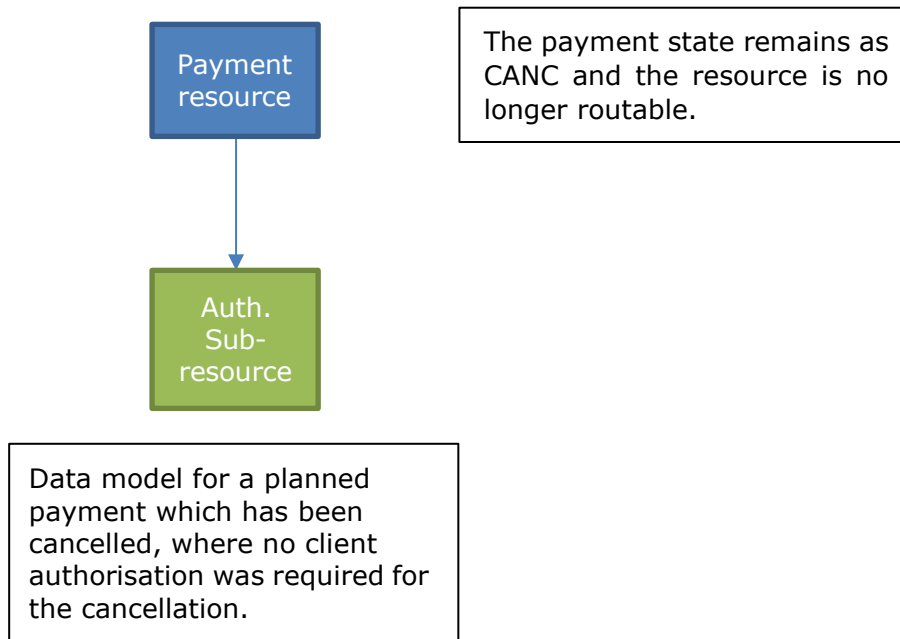 Payment
resource
The payment state remains as
CANC and the resource is no
longer routable.
Auth.
Sub-
resource
Data model for a planned
payment which has been
cancelled, where no client
authorisation was required for
the cancellation.